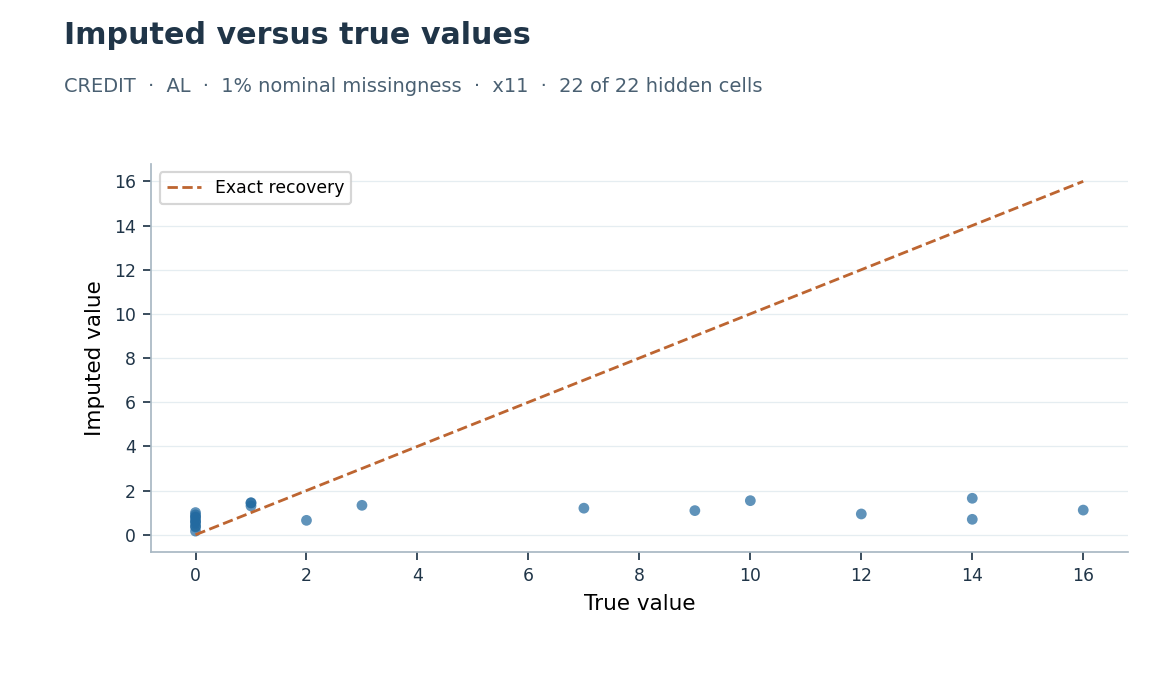 Imputed versus true values
CREDIT · AL · 1% nominal missingness · x11 · 22 of 22 hidden cells
Exact recovery
16
14
12
10
8
6
4
2
0
Imputed value
0 2 4 6 8 10 12 14 16
True value